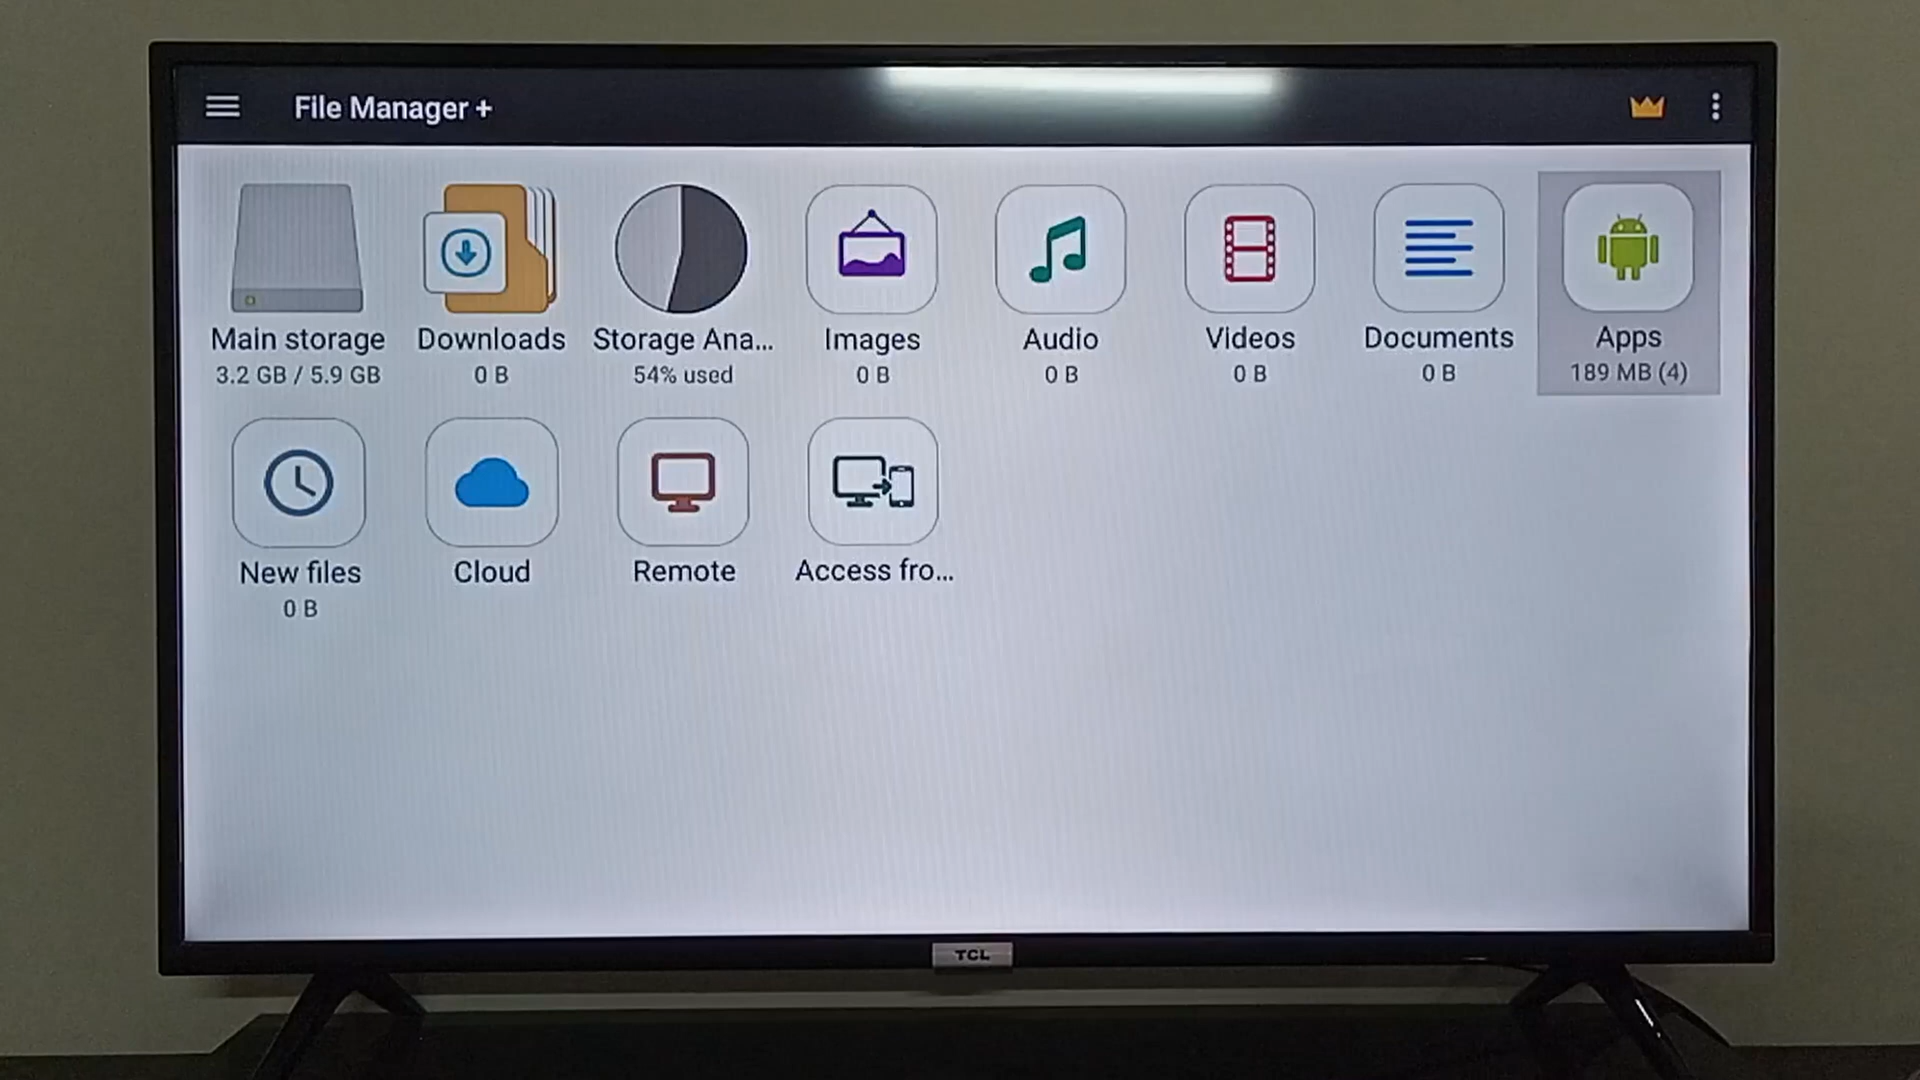 File Manager +
Main storage
3.2 GB / 5.9 GB
Downloads
0 B
Storage Ana...
54% used
Images
0 B
Audio
0 B
Videos
0 B
Documents
0 B
Apps
189 MB (4)
New files
0 B
Cloud
Remote
Access fro...
TCL